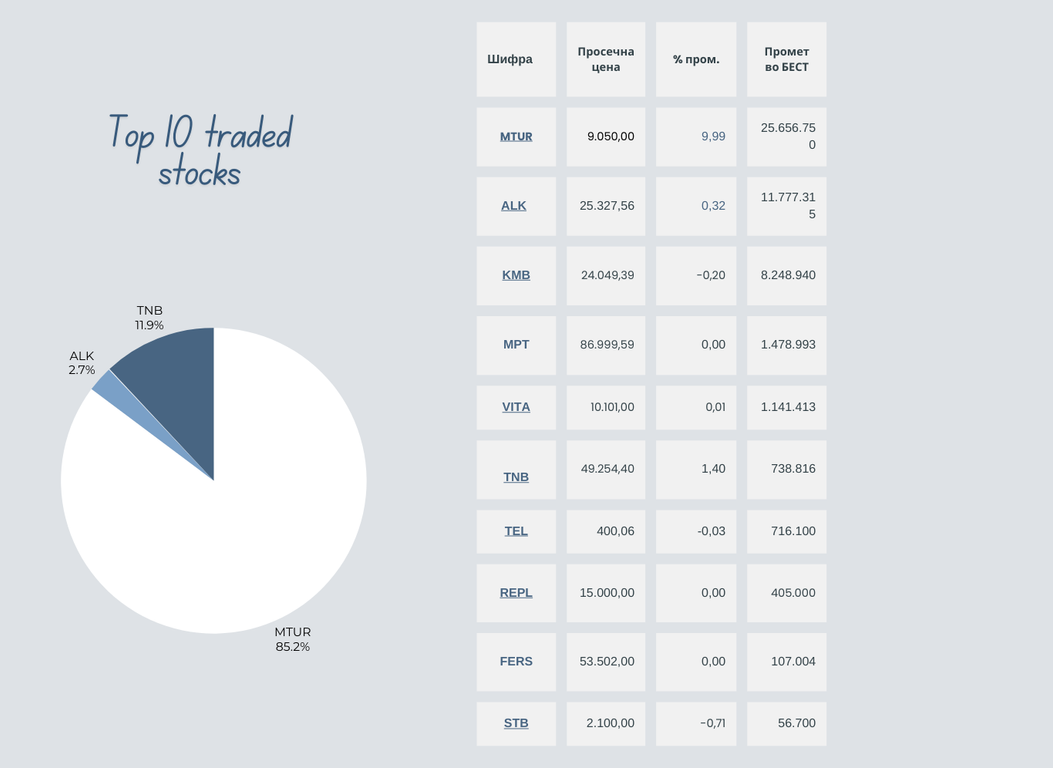 Top 10 traded
stocks
TNB
11.9%
ALK
2.7%
MTUR
85.2%
Шифра
Просечна
цена
% пром.
Промет
во БЕСТ
MTUR
9.050,00
9,99
25.656.75
0
ALK
25.327,56
0,32
11.777.31
5
KMB
24.049,39
-0,20
8.248.940
MPT
86.999,59
0,00
1.478.993
VITA
10.101,00
0,01
1.141.413
TNB
49.254,40
1,40
738.816
TEL
400,06
-0,03
716.100
REPL
15.000,00
0,00
405.000
FERS
53.502,00
0,00
107.004
STB
2.100,00
-0,71
56.700